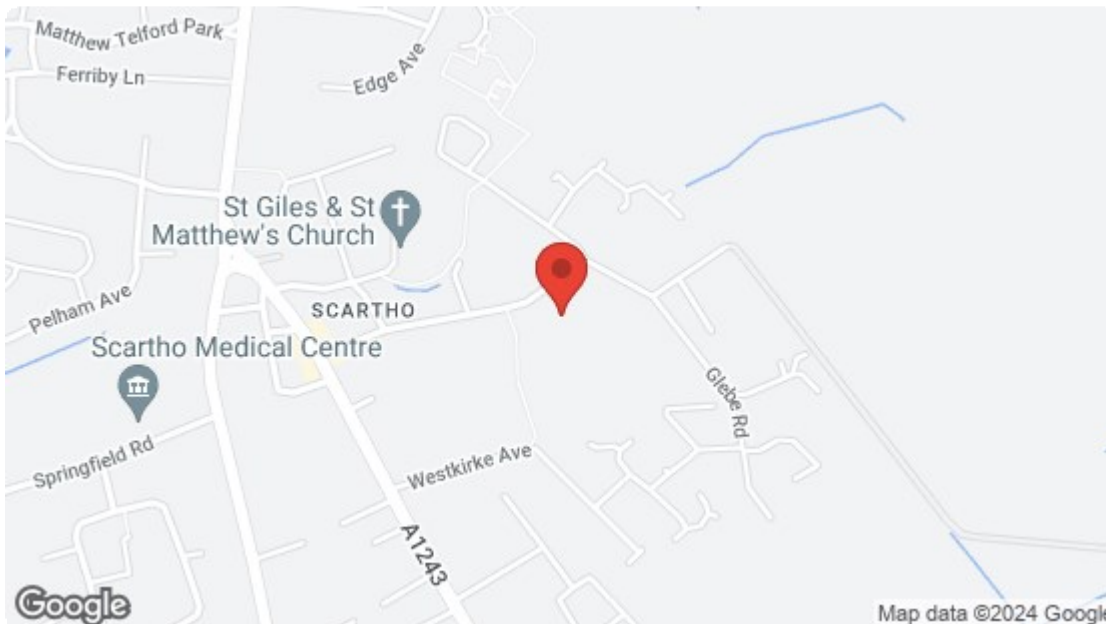 Matthew Telford Park
Ferriby Ln
Edge Ave
St Giles & St
Matthew's Church
Pelham Ave
SCARTHO
Scartho Medical Centre
Glebe Rd
Springfield Rd
Westkirke Ave
A1243
Google
Map data ©2024 Google